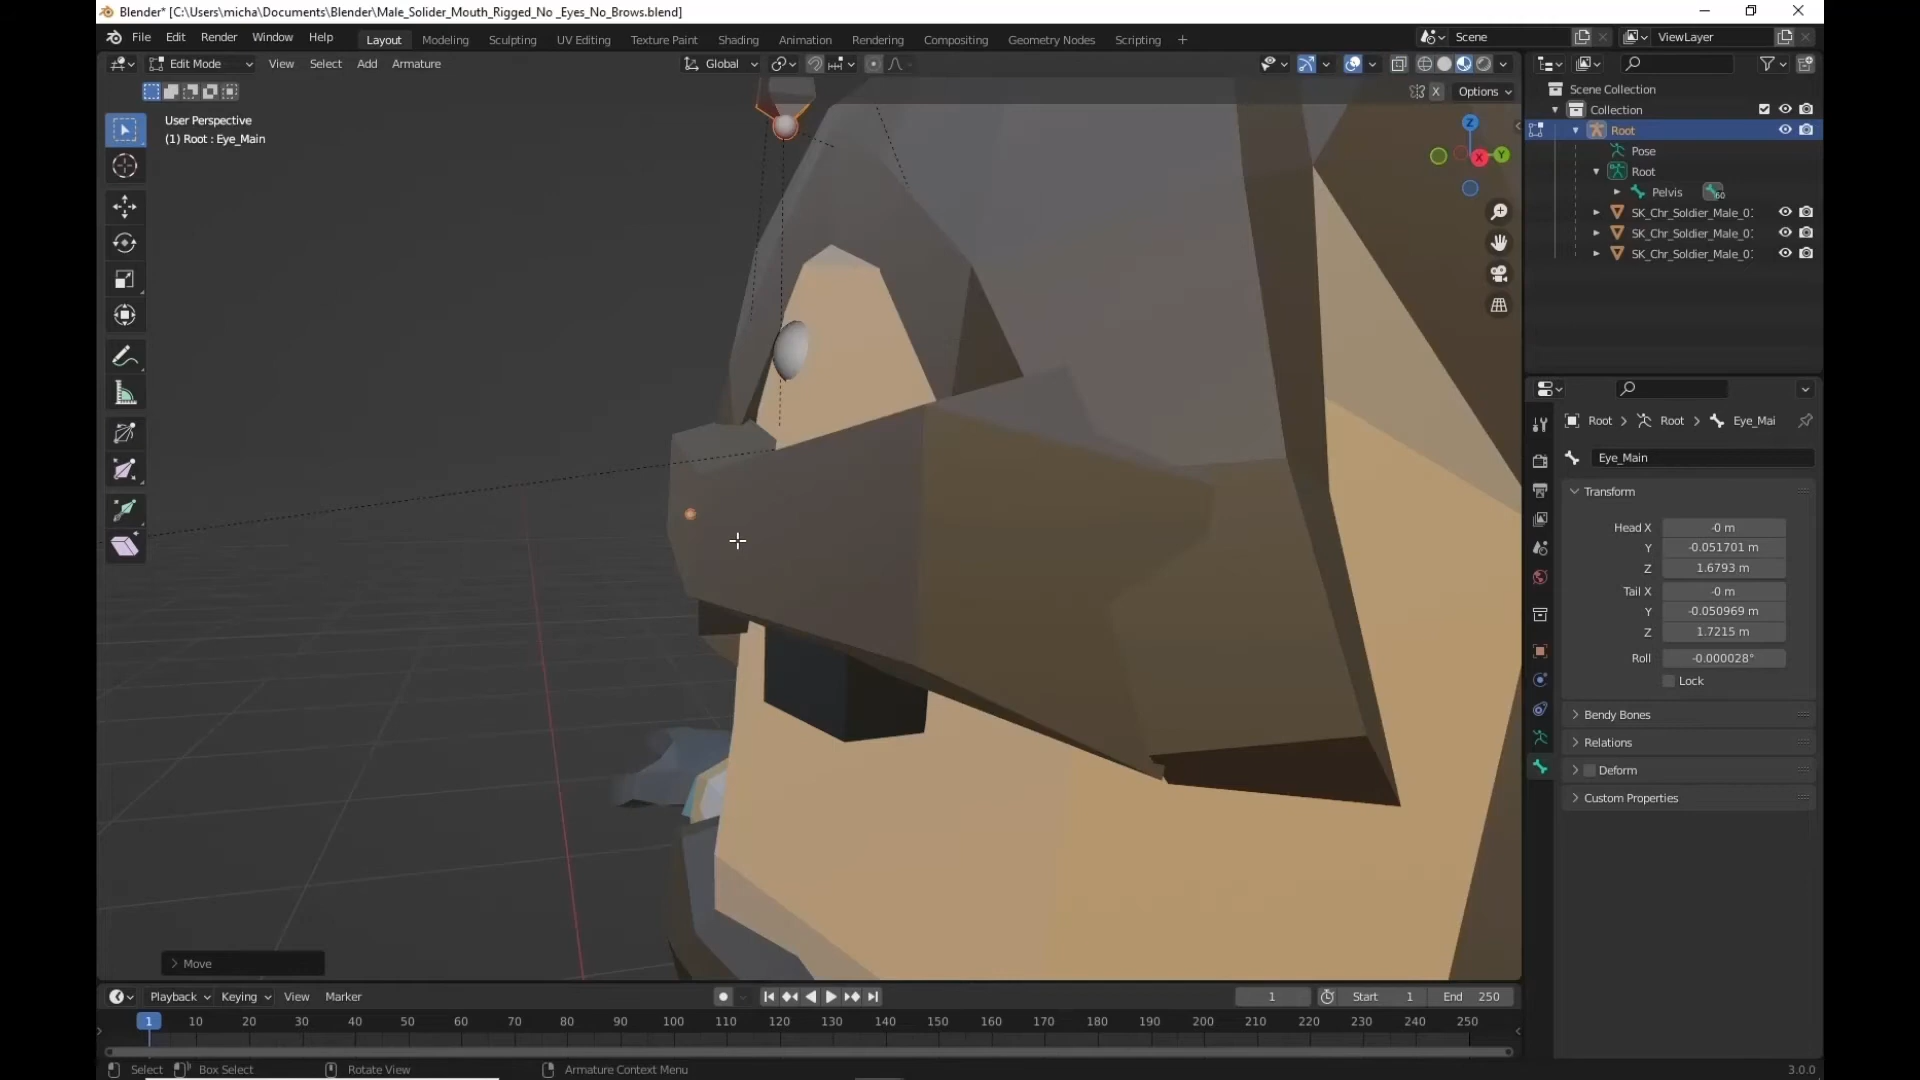 Blender* [C:\Users\micha\Documents\Blender\Male_Solider_Mouth_Rigged_No _Eyes_No_Brows.blend]
File Edit Render Window Help Layout Modeling Sculpting UV Editing Texture Paint Shading Animation Rendering Compositing Geometry Nodes Scripting + Scene ViewLayer
Edit Mode View Select Add Armature Global
X Options
User Perspective
(1) Root : Eye_Main
Z
Y
X
Move
Scene Collection
Collection
Root
Pose
Root
Pelvis 60
SK_Chr_Soldier_Male_0
SK_Chr_Soldier_Male_0
SK_Chr_Soldier_Male_0
Root > Root > Eye_Mai
Eye_Main
Transform
Head X -0 m
Y -0.051701 m
Z 1.6793 m
Tail X -0 m
Y -0.050969 m
Z 1.7215 m
Roll -0.000028°
Lock
Bendy Bones
Relations
Deform
Custom Properties
Playback Keying View Marker 1 Start 1 End 250
1 10 20 30 40 50 60 70 80 90 100 110 120 130 140 150 160 170 180 190 200 210 220 230 240 250
Select Box Select Rotate View Armature Context Menu 3.0.0